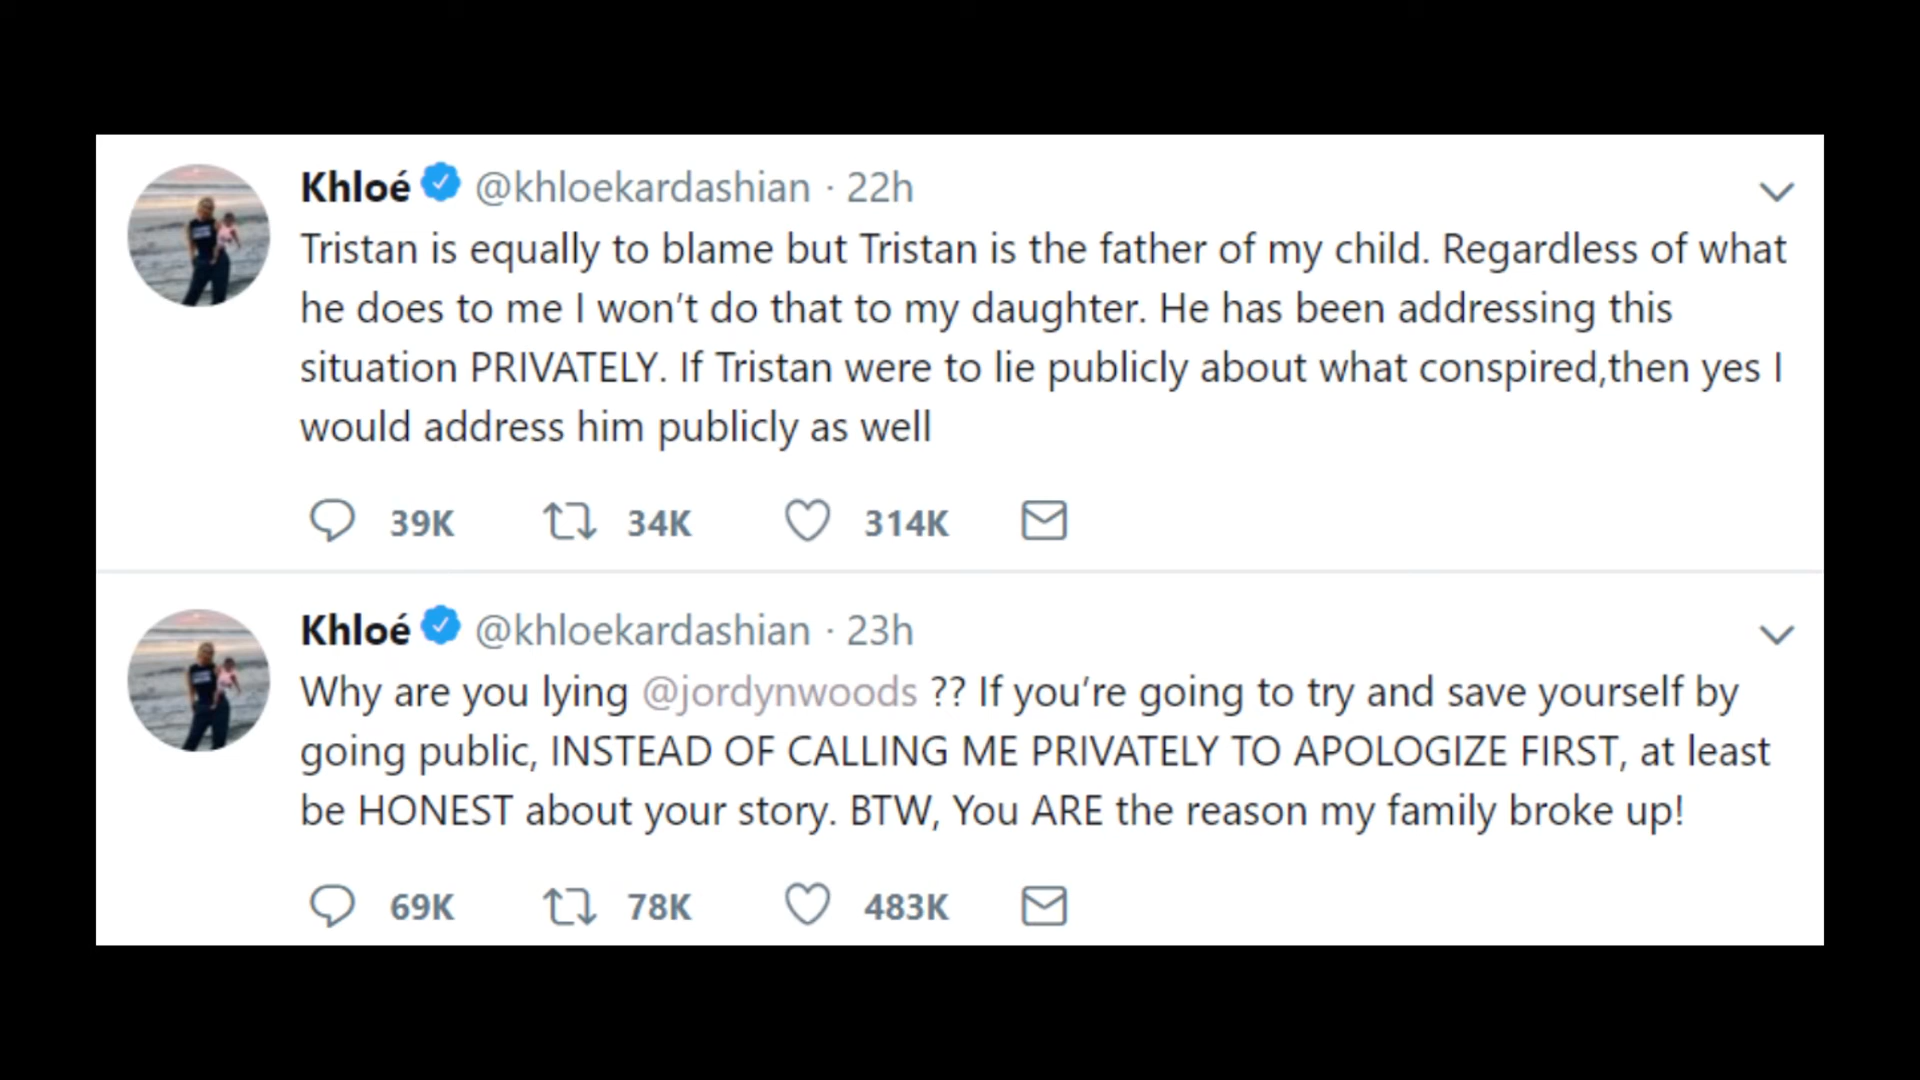 Khloé @khloekardashian · 22h
Tristan is equally to blame but Tristan is the father of my child. Regardless of what
he does to me I won’t do that to my daughter. He has been addressing this
situation PRIVATELY. If Tristan were to lie publicly about what conspired,then yes I
would address him publicly as well
39K 34K 314K
Khloé @khloekardashian · 23h
Why are you lying @jordynwoods ?? If you’re going to try and save yourself by
going public, INSTEAD OF CALLING ME PRIVATELY TO APOLOGIZE FIRST, at least
be HONEST about your story. BTW, You ARE the reason my family broke up!
69K 78K 483K